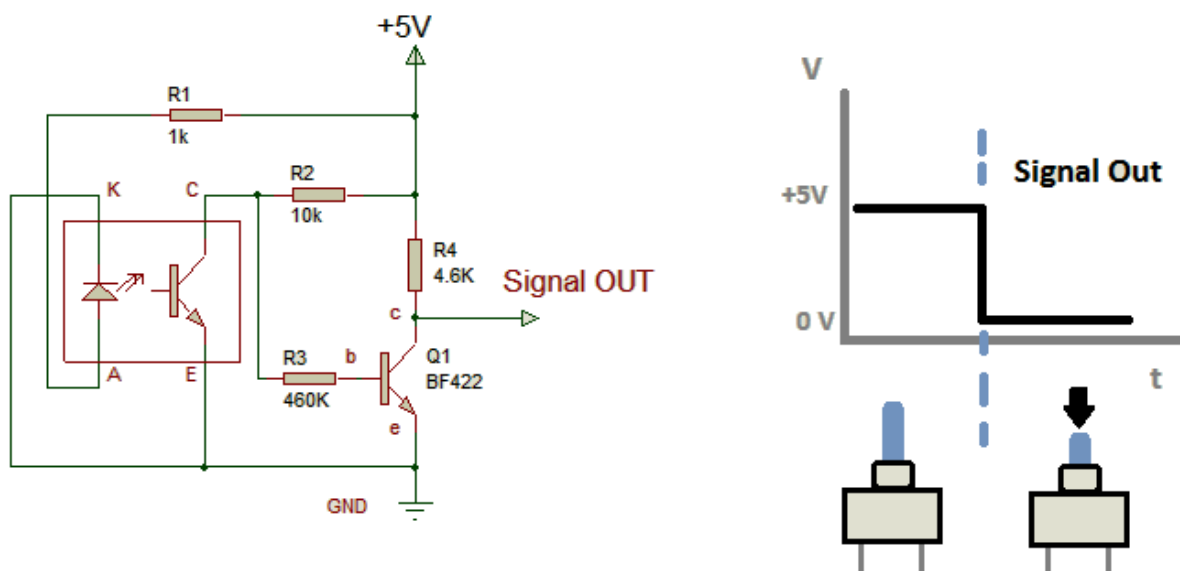 +5V
R1
1k
K
C
R2
10k
R4
4.6K
Signal OUT
c
R3
b
Q1
BF422
A
E
460K
e
GND
V
Signal Out
+5V
0 V
t